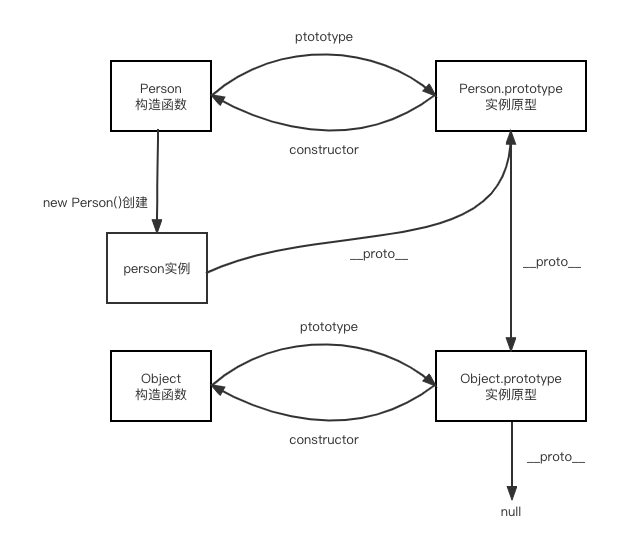 ptototype
Person
构造函数
Person.prototype
实例原型
constructor
new Person()创建
person实例
__proto__
__proto__
ptototype
Object
构造函数
Object.prototype
实例原型
constructor
__proto__
null